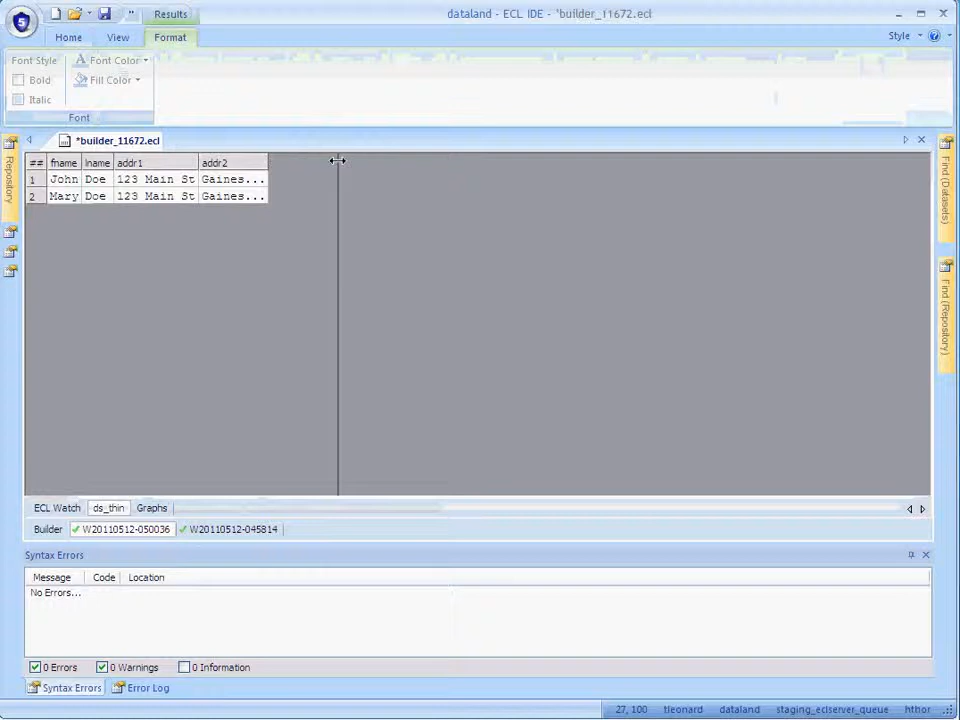 5
Results
dataland - ECL IDE - *builder_11672.ecl
Home View Format
Style
Font Style
Font Color
Bold
Fill Color
Italic
Font
*builder_11672.ecl
## fname lname addr1 addr2
1 John Doe 123 Main St Gaines...
2 Mary Doe 123 Main St Gaines...
Repository
Find (Datasets)
Find (Repository)
ECL Watch ds_thin Graphs
Builder W20110512-050036 W20110512-045814
Syntax Errors
Message Code Location
No Errors...
0 Errors 0 Warnings 0 Information
Syntax Errors Error Log
27, 100 tleonard dataland staging_eclserver_queue hthor